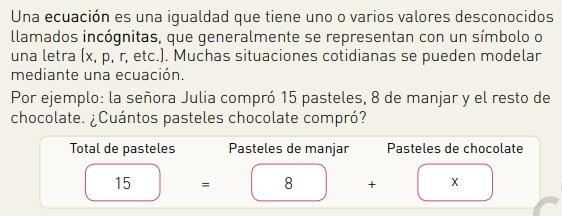 Una ecuación es una igualdad que tiene uno o varios valores desconocidos
llamados incógnitas, que generalmente se representan con un símbolo o
una letra (x, p, r, etc.). Muchas situaciones cotidianas se pueden modelar
mediante una ecuación.
Por ejemplo: la señora Julia compró 15 pasteles, 8 de manjar y el resto de
chocolate. ¿Cuántos pasteles chocolate compró?
Total de pasteles Pasteles de manjar Pasteles de chocolate
15 = 8 + x